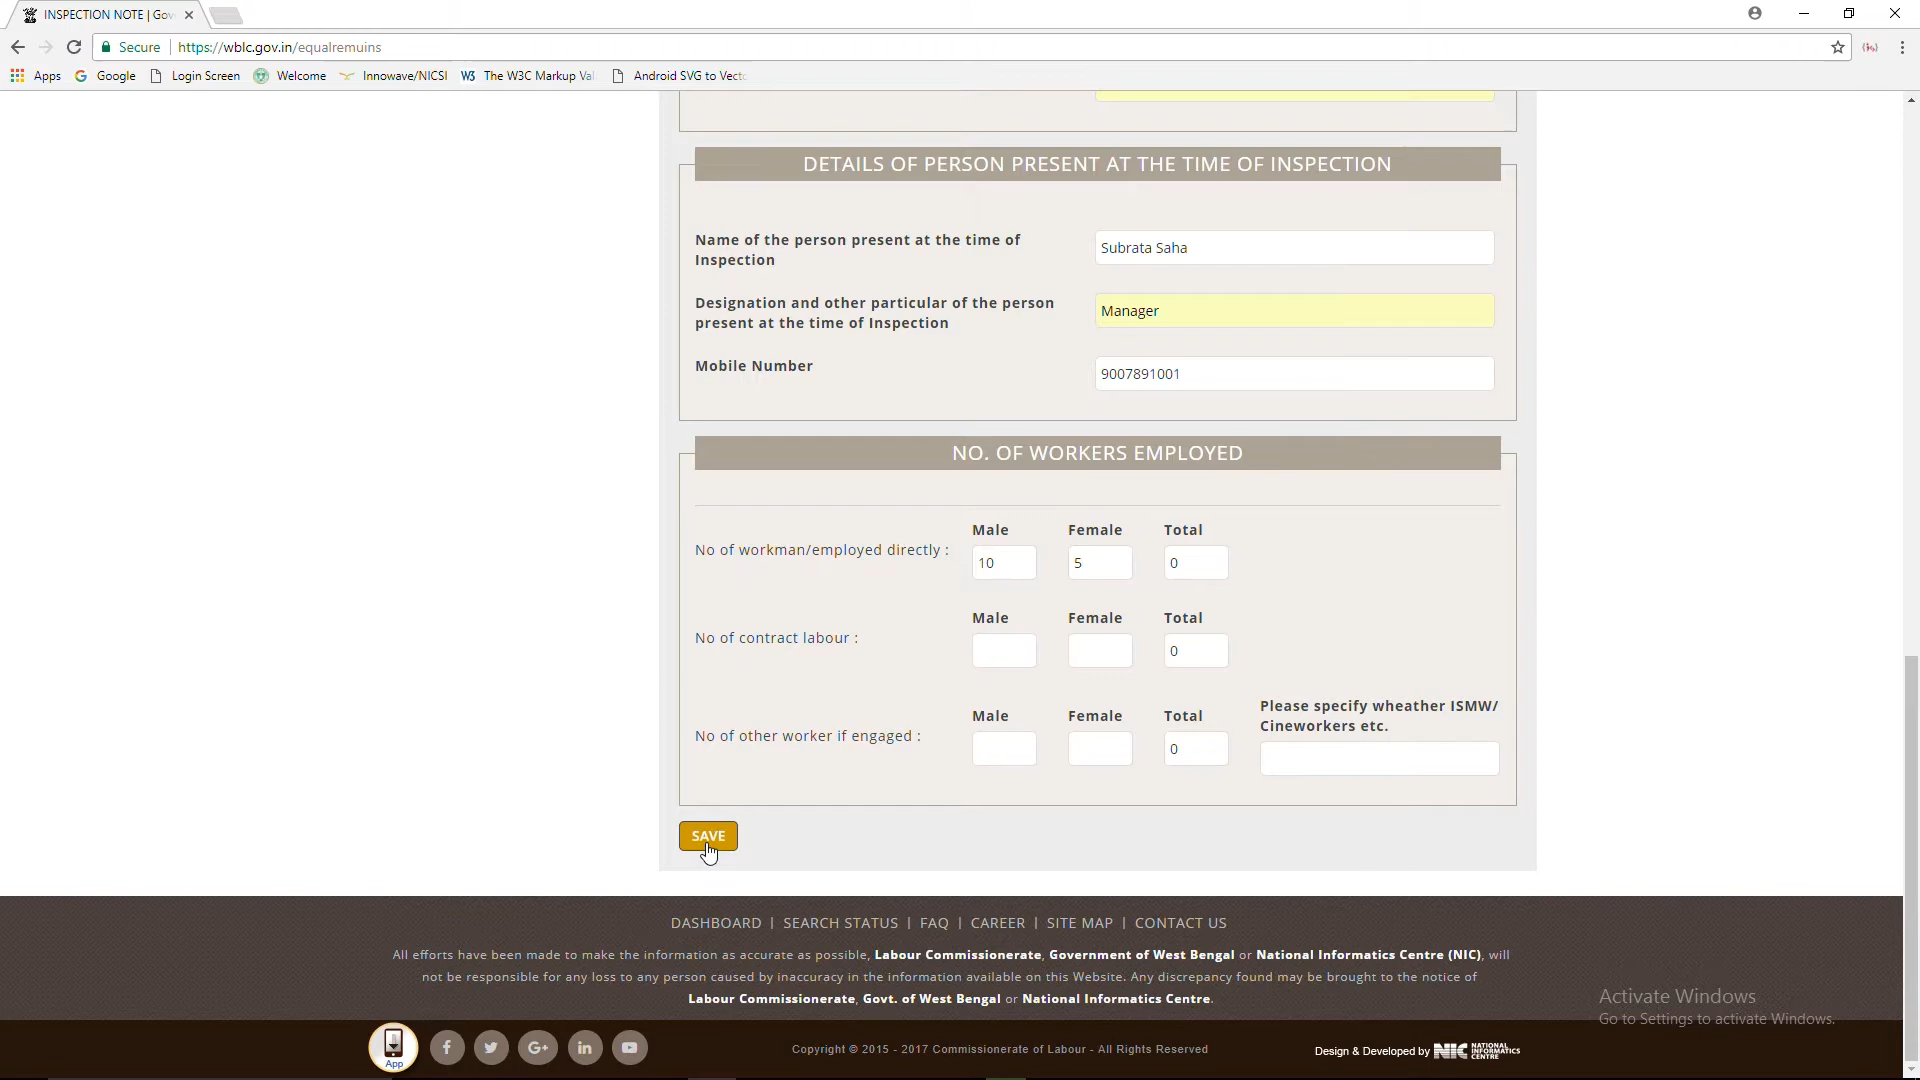 INSPECTION NOTE | Gov
Secure
https://wblc.gov.in/equalremuins
Apps
Google
Login Screen
Welcome
Innowave/NICSI
W3 The W3C Markup Val
Android SVG to Vecto
DETAILS OF PERSON PRESENT AT THE TIME OF INSPECTION
Name of the person present at the time of
Inspection
Subrata Saha
Designation and other particular of the person
present at the time of Inspection
Manager
Mobile Number
9007891001
NO. OF WORKERS EMPLOYED
Male Female Total
No of workman/employed directly : 10 5 0
Male Female Total
No of contract labour : 0
Male Female Total
Please specify wheather ISMW/
Cineworkers etc.
No of other worker if engaged : 0
SAVE
DASHBOARD | SEARCH STATUS | FAQ | CAREER | SITE MAP | CONTACT US
All efforts have been made to make the information as accurate as possible, Labour Commissionerate, Government of West Bengal or National Informatics Centre (NIC), will
not be responsible for any loss to any person caused by inaccuracy in the information available on this Website. Any discrepancy found may be brought to the notice of
Labour Commissionerate, Govt. of West Bengal or National Informatics Centre.
Activate Windows
Go to Settings to activate Windows.
App
Copyright © 2015 - 2017 Commissionerate of Labour - All Rights Reserved
Design & Developed by NIC NATIONAL
INFORMATICS
CENTRE